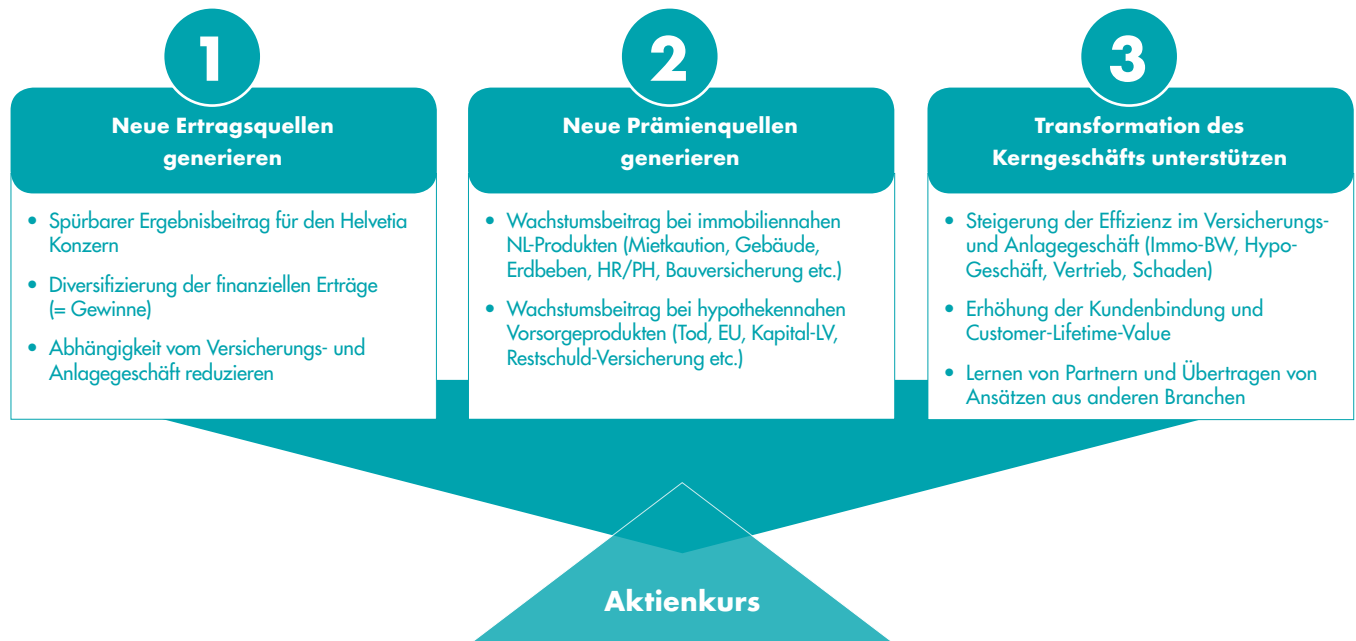 1
Neue Ertragsquellen
generieren
• Spürbarer Ergebnisbeitrag für den Helvetia
Konzern
• Diversifizierung der finanziellen Erträge
(= Gewinne)
• Abhängigkeit vom Versicherungs- und
Anlagegeschäft reduzieren
2
Neue Prämienquellen
generieren
• Wachstumsbeitrag bei immobiliennahen
NL-Produkten (Mietkaution, Gebäude,
Erdbeben, HR/PH, Bauversicherung etc.)
• Wachstumsbeitrag bei hypothekennahen
Vorsorgeprodukten (Tod, EU, Kapital-LV,
Restschuld-Versicherung etc.)
3
Transformation des
Kerngeschäfts unterstützen
• Steigerung der Effizienz im Versicherungs-
und Anlagegeschäft (Immo-BW, Hypo-
Geschäft, Vertrieb, Schaden)
• Erhöhung der Kundenbindung und
Customer-Lifetime-Value
• Lernen von Partnern und Übertragen von
Ansätzen aus anderen Branchen
Aktienkurs